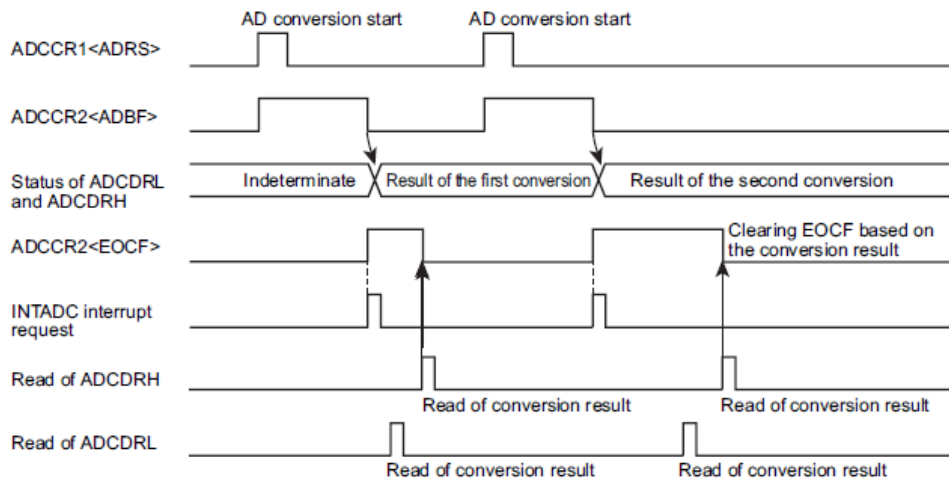 AD conversion start AD conversion start
ADCCR1<ADRS>
ADCCR2<ADBF>
Status of ADCDRL
and ADCDRH
Indeterminate Result of the first conversion Result of the second conversion
ADCCR2<EOCF>
Clearing EOCF based on
the conversion result
INTADC interrupt
request
Read of ADCDRH
Read of conversion result Read of conversion result
Read of ADCDRL
Read of conversion result Read of conversion result